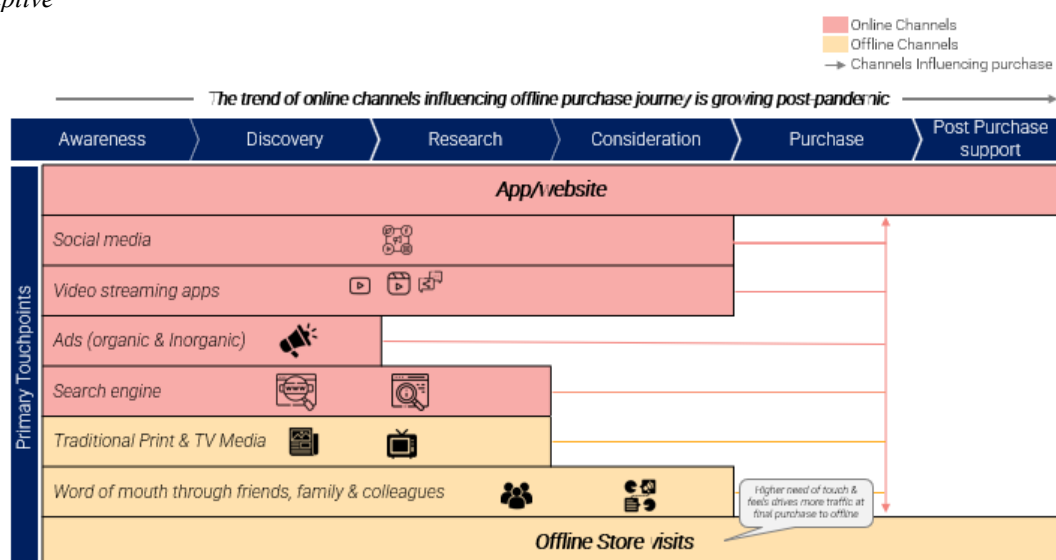 Online Channels
Offline Channels
Channels Influencing purchase
The trend of online channels influencing offline purchase journey is growing post-pandemic
Awareness
Discovery
Research
Consideration
Purchase
Post Purchase
support
Primary Touchpoints
App/website
Social media
Video streaming apps
Ads (organic & Inorganic)
Search engine
WWW
Traditional Print & TV Media
Word of mouth through friends, family & colleagues
Higher need of touch &
feels drives more traffic at
final purchase to offline
Offline Store visits